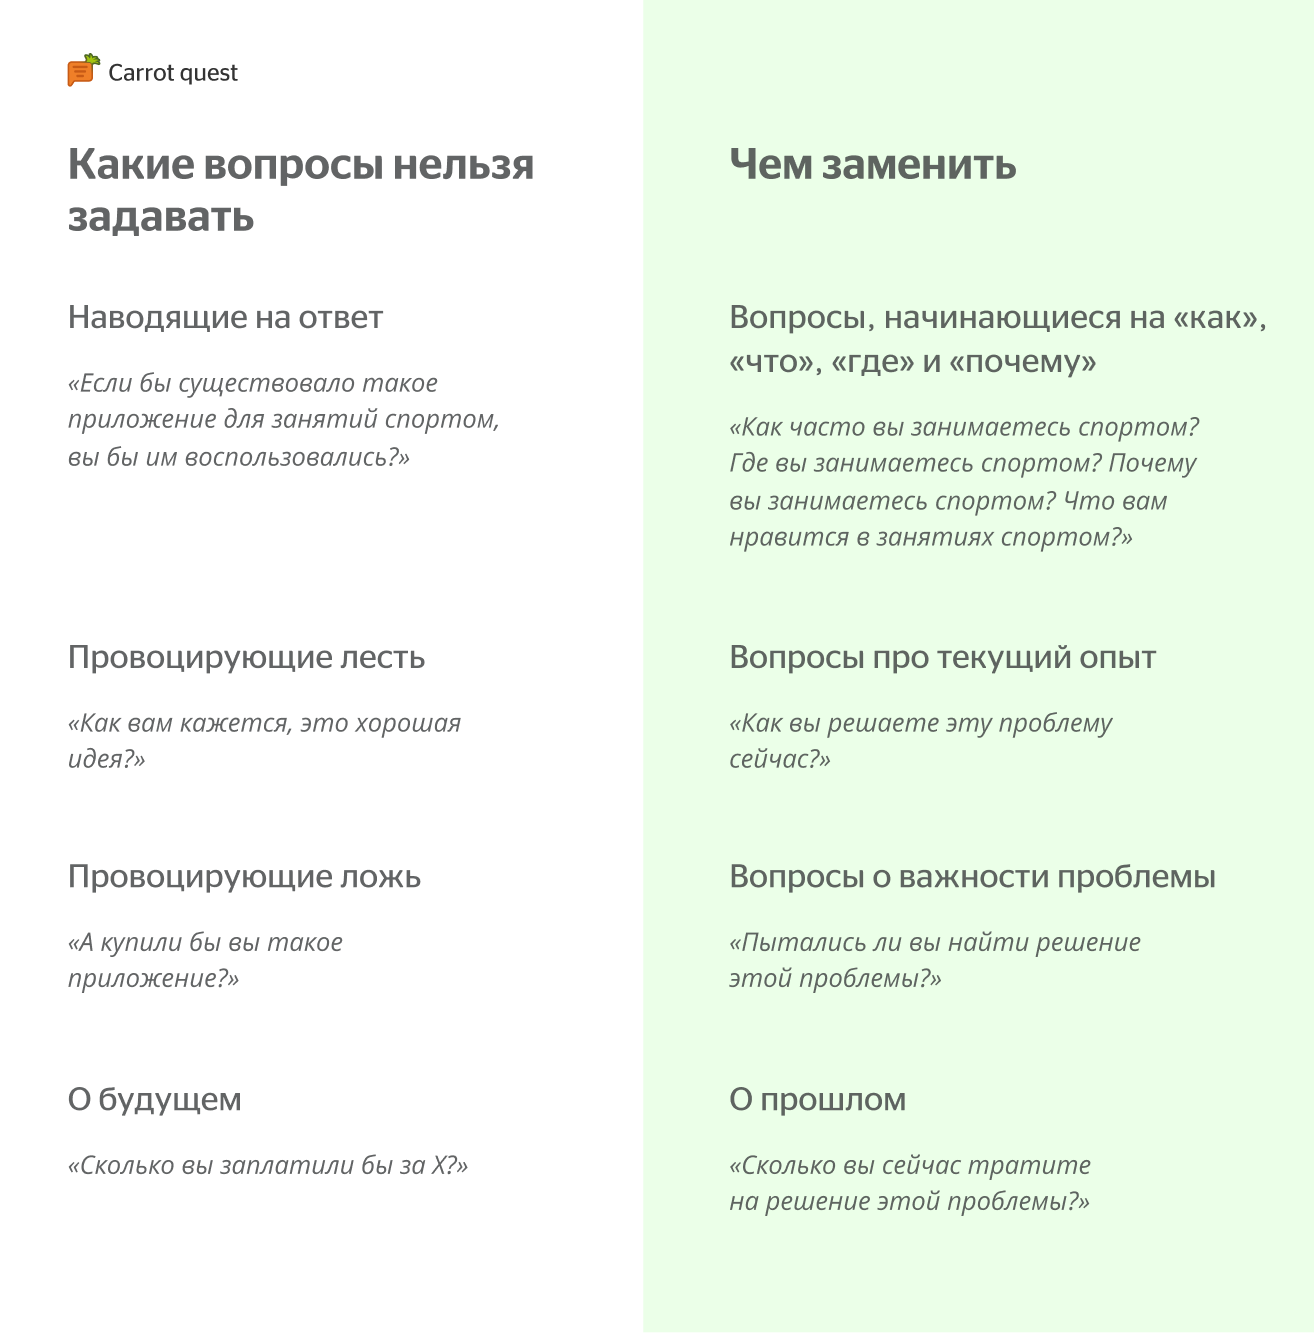 Carrot quest
Какие вопросы нельзя
задавать
Наводящие на ответ
«Если бы существовало такое
приложение для занятий спортом,
вы бы им воспользовались?»
Провоцирующие лесть
«Как вам кажется, это хорошая
идея?»
Провоцирующие ложь
«А купили бы вы такое
приложение?»
О будущем
«Сколько вы заплатили бы за X?»
Чем заменить
Вопросы, начинающиеся на «как»,
«что», «где» и «почему»
«Как часто вы занимаетесь спортом?
Где вы занимаетесь спортом? Почему
вы занимаетесь спортом? Что вам
нравится в занятиях спортом?»
Вопросы про текущий опыт
«Как вы решаете эту проблему
сейчас?»
Вопросы о важности проблемы
«Пытались ли вы найти решение
этой проблемы?»
О прошлом
«Сколько вы сейчас тратите
на решение этой проблемы?»